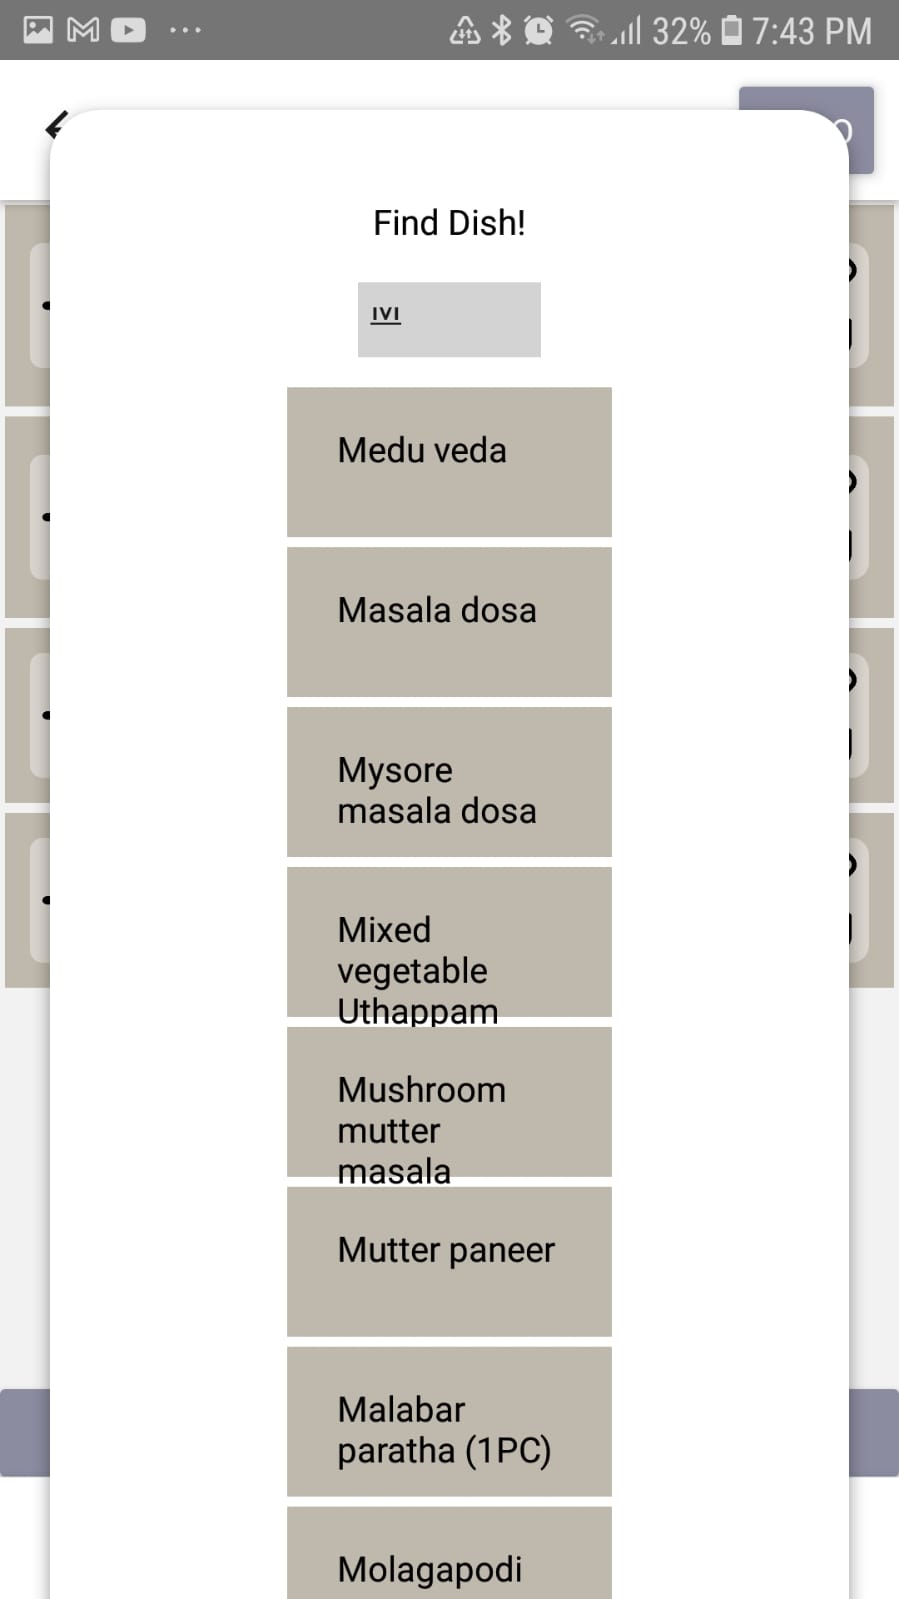 32% 7:43 PM
Find Dish!
Medu veda
Masala dosa
Mysore
masala dosa
Mixed
vegetable
Uthappam
Mushroom
mutter
masala
Mutter paneer
Malabar
paratha (1PC)
Molagapodi